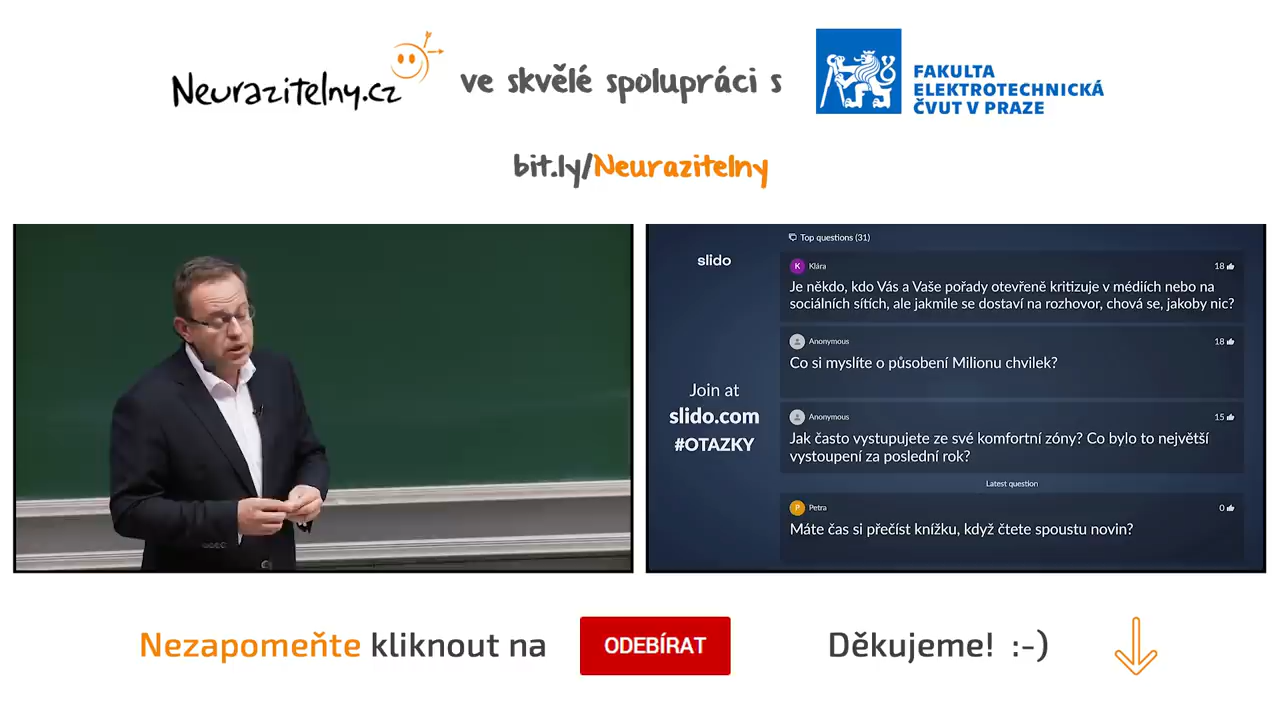 Neurazitelny.cz ve skvělé spolupráci s
FAKULTA
ELEKTROTECHNICKÁ
ČVUT V PRAZE
bit.ly/Neurazitelny
slido
Join at
slido.com
#OTAZKY
Top questions (31)
K Klára 18
Je někdo, kdo Vás a Vaše pořady otevřeně kritizuje v médiích nebo na
sociálních sítích, ale jakmile se dostaví na rozhovor, chová se, jakoby nic?
Anonymous 18
Co si myslíte o působení Milionu chvilek?
Anonymous 15
Jak často vystupujete ze své komfortní zóny? Co bylo to největší
vystoupení za poslední rok?
Latest question
P Petra 0
Máte čas si přečíst knížku, když čtete spoustu novin?
Nezapomeňte kliknout na ODEBÍRAT Děkujeme! :-)